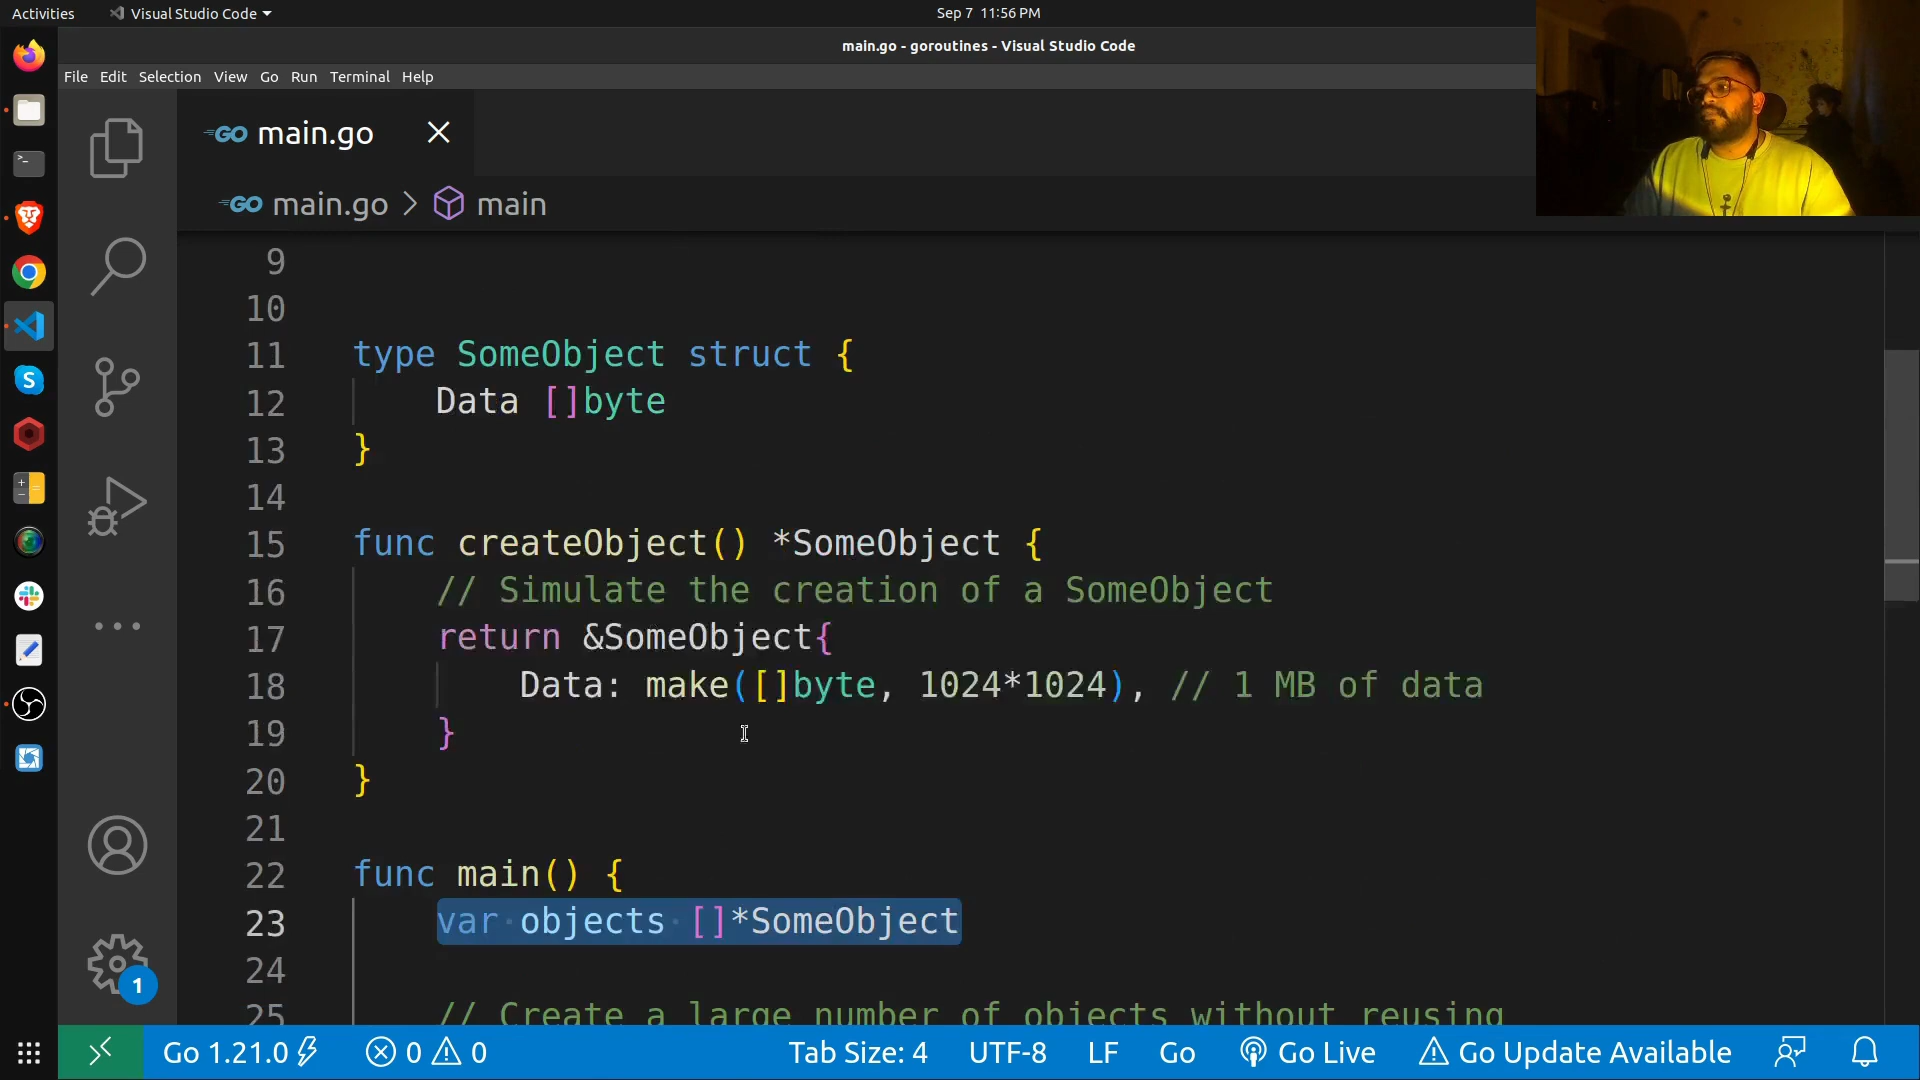 Activities Visual Studio Code Sep 7 11:56 PM
main.go - goroutines - Visual Studio Code
File Edit Selection View Go Run Terminal Help
GO main.go
GO main.go > main
9
10
11 type SomeObject struct {
12 Data []byte
13 }
14
15 func createObject() *SomeObject {
16 // Simulate the creation of a SomeObject
17 return &SomeObject{
18 Data: make([]byte, 1024*1024), // 1 MB of data
19 }
20 }
21
22 func main() {
23 var objects []*SomeObject
24
25 // Create a large number of objects without reusing
1
Go 1.21.0 0 0 Tab Size: 4 UTF-8 LF Go Go Live Go Update Available